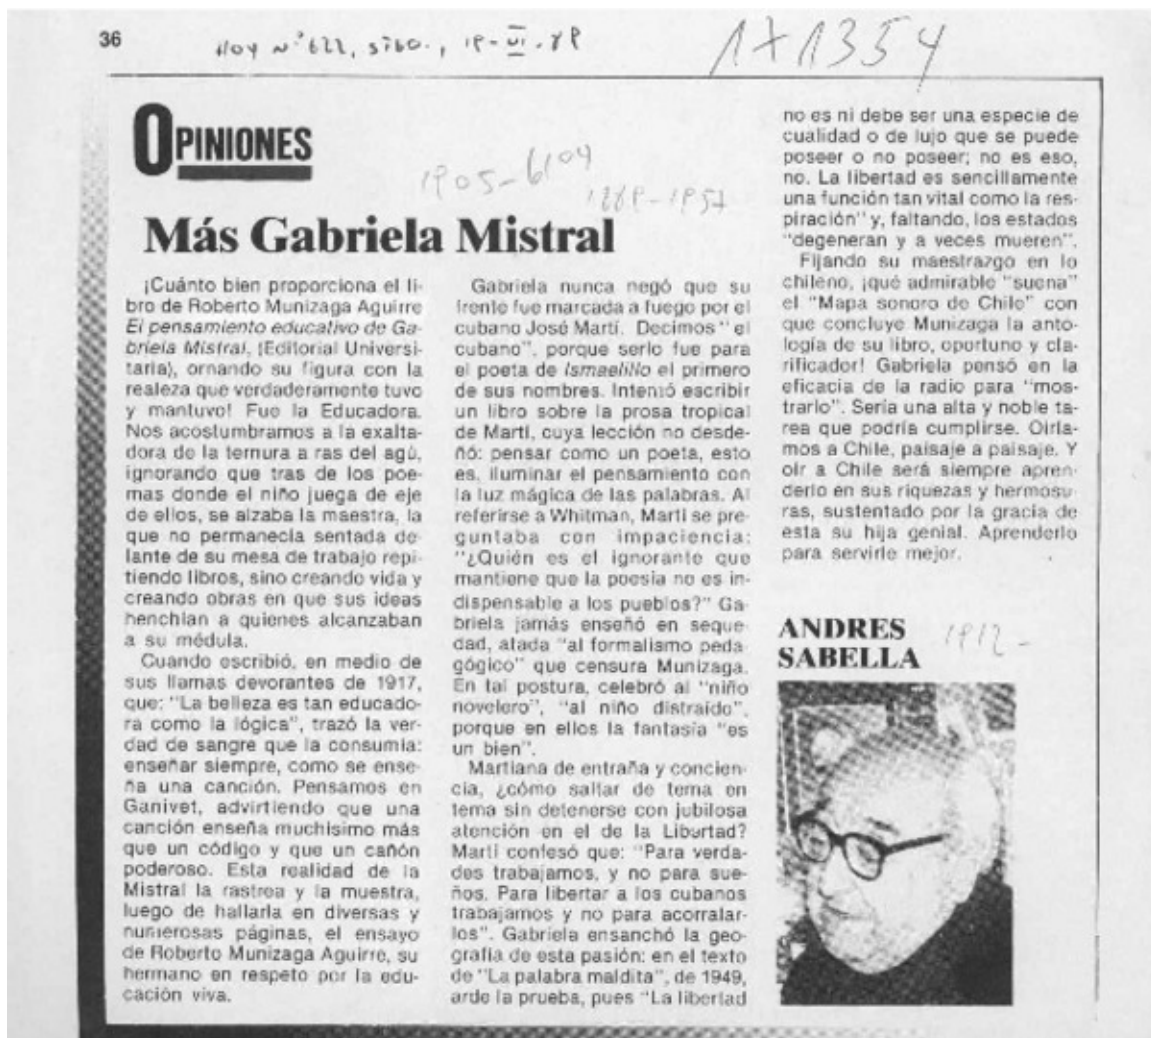 36
HOY N° 622, STGO., 19-VI-89
171354
OPINIONES
1905-6104
1889-1957
Más Gabriela Mistral
¡Cuánto bien proporciona el li-
bro de Roberto Munizaga Aguirre
El pensamiento educativo de Ga-
briela Mistral, (Editorial Universi-
taria), ornando su figura con la
realeza que verdaderamente tuvo
y mantuvo! Fue la Educadora.
Nos acostumbramos a la exalta-
dora de la ternura a ras del agú,
ignorando que tras de los poe-
mas donde el niño juega de eje
de ellos, se alzaba la maestra, la
que no permanecía sentada de-
lante de su mesa de trabajo repi-
tiendo libros, sino creando vida y
creando obras en que sus ideas
henchían a quienes alcanzaban
a su médula.
Cuando escribió, en medio de
sus llamas devorantes de 1917,
que: "La belleza es tan educado-
ra como la lógica", trazó la ver-
dad de sangre que la consumía:
enseñar siempre, como se ense-
ña una canción. Pensamos en
Ganivet, advirtiendo que una
canción enseña muchísimo más
que un código y que un cañón
poderoso. Esta realidad de la
Mistral la rastrea y la muestra,
luego de hallarla en diversas y
numerosas páginas, el ensayo
de Roberto Munizaga Aguirre, su
hermano en respeto por la edu-
cación viva.
Gabriela nunca negó que su
frente fue marcada a fuego por el
cubano José Martí. Decimos "el
cubano", porque serlo fue para
el poeta de Ismaelillo el primero
de sus nombres. Intentó escribir
un libro sobre la prosa tropical
de Martí, cuya lección no desde-
ñó: pensar como un poeta, esto
es, iluminar el pensamiento con
la luz mágica de las palabras. Al
referirse a Whitman, Martí se pre-
guntaba con impaciencia:
"¿Quién es el ignorante que
mantiene que la poesía no es in-
dispensable a los pueblos?" Ga-
briela jamás enseñó en seque-
dad, atada "al formalismo peda-
gógico" que censura Munizaga.
En tal postura, celebró al "niño
novelero", "al niño distraído",
porque en ellos la fantasía "es
un bien".
Martiana de entraña y concien-
cia, ¿cómo saltar de tema en
tema sin detenerse con jubilosa
atención en el de la Libertad?
Martí confesó que: "Para verda-
des trabajamos, y no para sue-
ños. Para libertar a los cubanos
trabajamos y no para acorralar-
los". Gabriela ensanchó la geo-
grafía de esta pasión: en el texto
de "La palabra maldita", de 1949,
arde la prueba, pues "La libertad
no es ni debe ser una especie de
cualidad o de lujo que se puede
poseer o no poseer; no es eso,
no. La libertad es sencillamente
una función tan vital como la res-
piración" y, faltando, los estados
"degeneran y a veces mueren".
Fijando su maestrazgo en lo
chileno, ¡qué admirable "suena"
el "Mapa sonoro de Chile" con
que concluye Munizaga la anto-
logía de su libro, oportuno y cla-
rificador! Gabriela pensó en la
eficacia de la radio para "mos-
trarlo". Sería una alta y noble ta-
rea que podría cumplirse. Oiría-
mos a Chile, paisaje a paisaje. Y
oír a Chile será siempre apren-
derlo en sus riquezas y hermosu-
ras, sustentado por la gracia de
esta su hija genial. Aprenderlo
para servirle mejor.
ANDRES
SABELLA
1912-